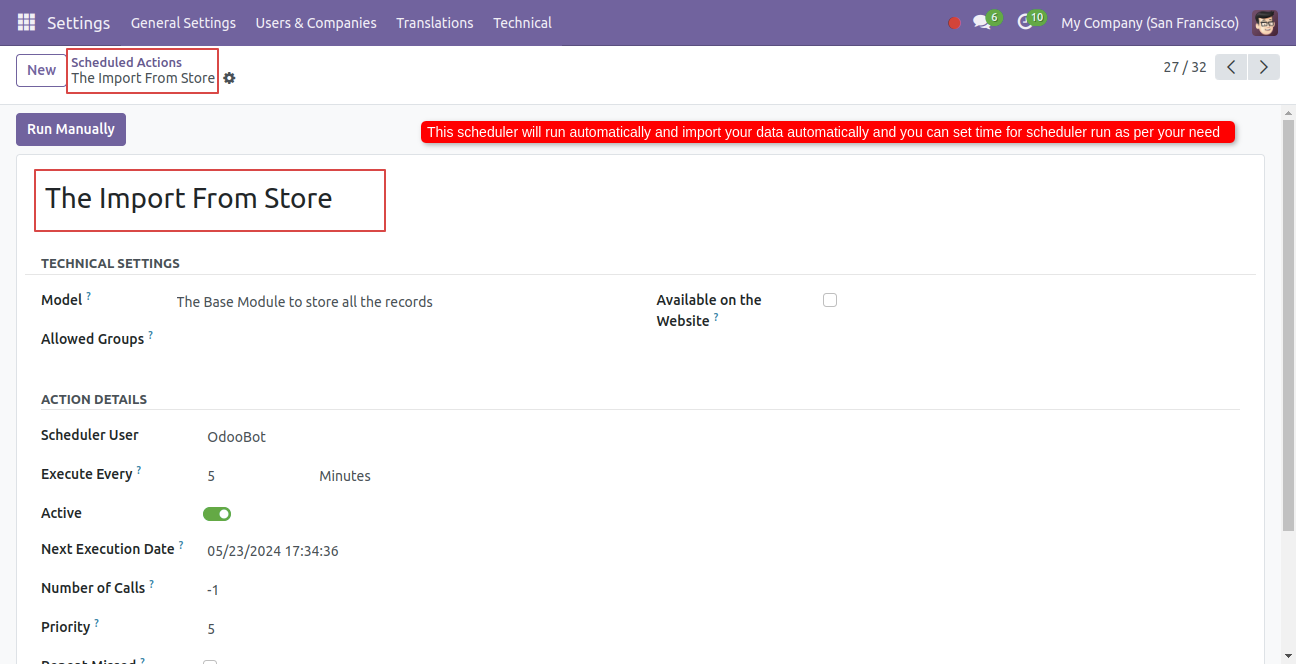 Settings General Settings Users & Companies Translations Technical 6 10 My Company (San Francisco)
New Scheduled Actions 27 / 32
The Import From Store
Run Manually This scheduler will run automatically and import your data automatically and you can set time for scheduler run as per your need
The Import From Store
TECHNICAL SETTINGS
Model ? The Base Module to store all the records Available on the
Website ?
Allowed Groups ?
ACTION DETAILS
Scheduler User OdooBot
Execute Every ? 5 Minutes
Active
Next Execution Date ? 05/23/2024 17:34:36
Number of Calls ? -1
Priority ? 5
Repeat Missed ?